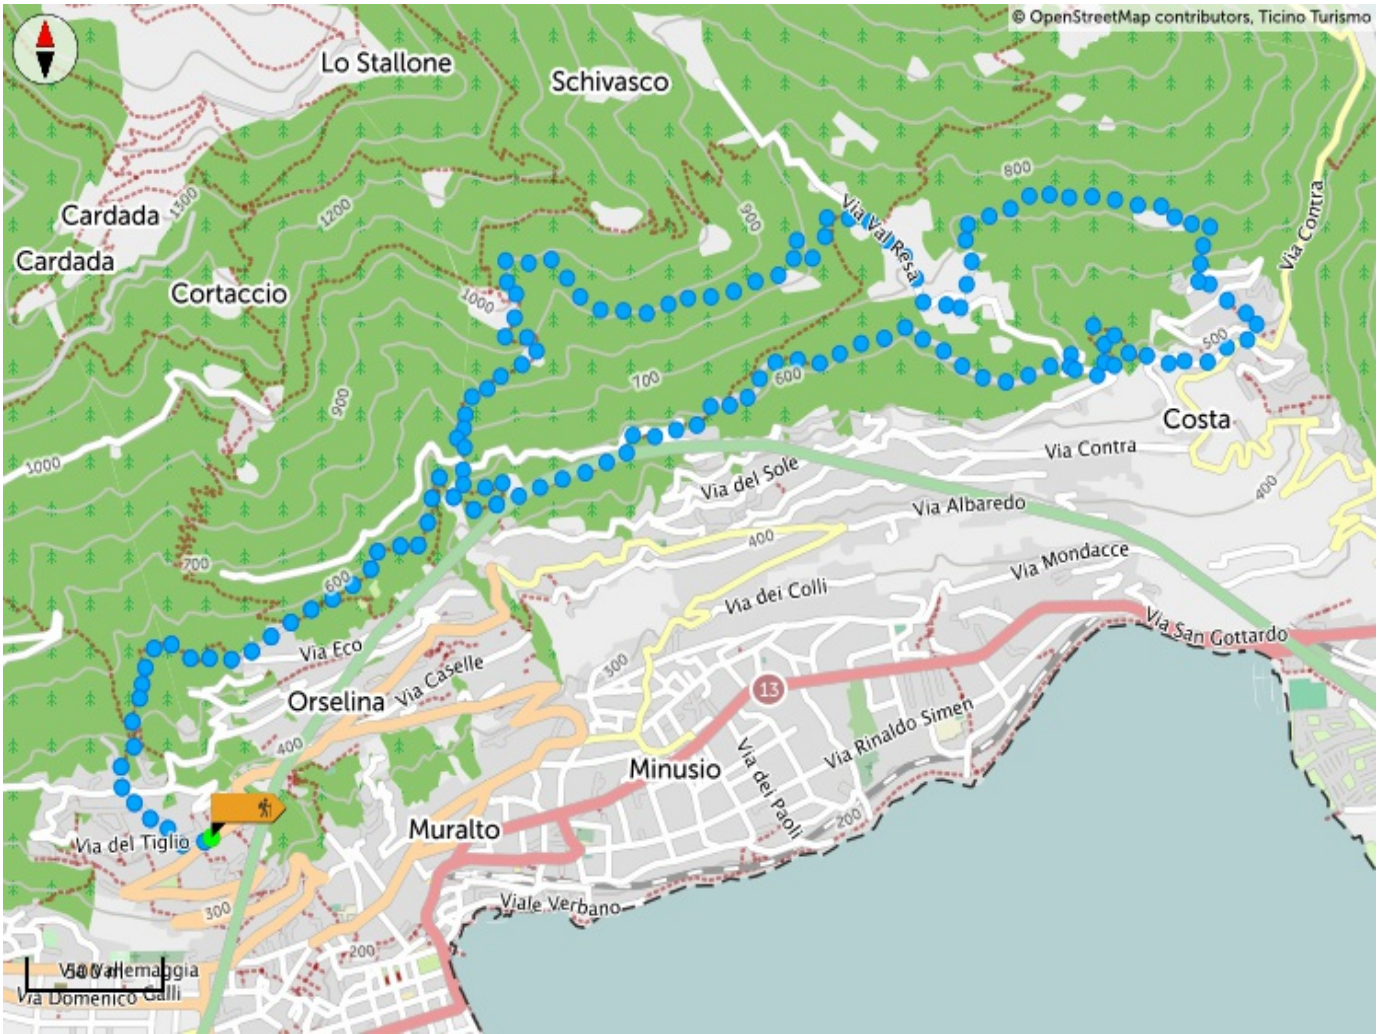 © OpenStreetMap contributors, Ticino Turismo
Lo Stallone
Schivasco
800
Via Contra
1300
1200
900
Cardada
Via Val Resa
Cardada
Cortaccio
1000
500
700
600
900
Costa
1000
Via Contra
Via del Sole
400
Via Albaredo
400
700
Via Mondacce
600
Via dei Colli
Via San Gottardo
Via Eco
300
Via Caselle
13
Orselina
Via Rinaldo Simen
400
Via dei Paoli
Minusio
200
Muralto
Via del Tiglio
Viale Verbano
300
200
500 m
Via Vallemaggia
Via Domenico Galli